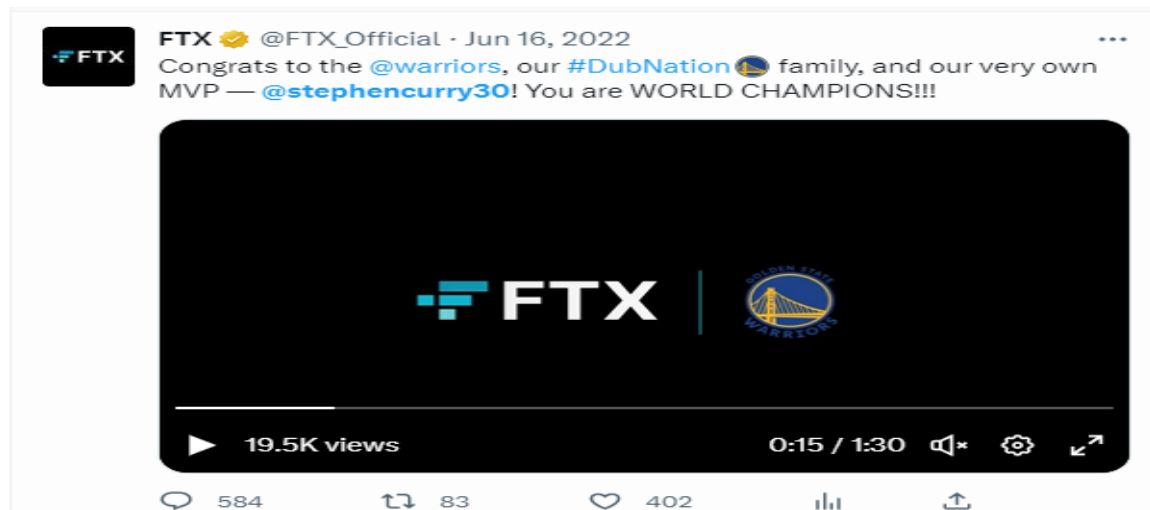 FTX
FTX @FTX_Official · Jun 16, 2022
Congrats to the @warriors, our #DubNation family, and our very own
MVP — @stephencurry30! You are WORLD CHAMPIONS!!!
FTX
GOLDEN STATE
WARRIORS
19.5K views 0:15 / 1:30
584 83 402